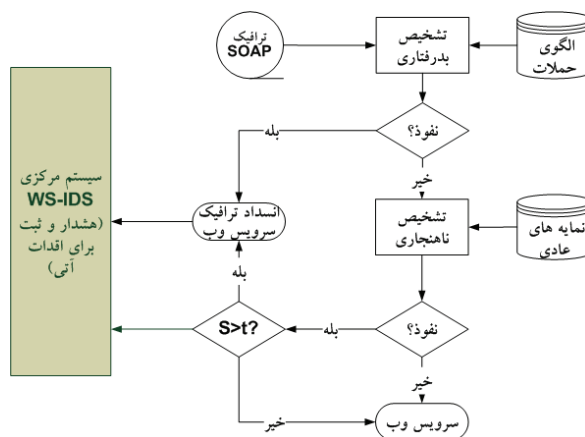 ترافیک
SOAP
تشخیص
بدرفتاری
الگوی
حملات
نفوذ؟
بله
خیر
سیستم مرکزی
WS-IDS
(هشدار و ثبت
برای اقدات
آتی)
انسداد ترافیک
سرویس وب
تشخیص
ناهنجاری
نمایه های
عادی
بله
S>t?
بله
نفوذ؟
خیر
خیر
سرویس وب